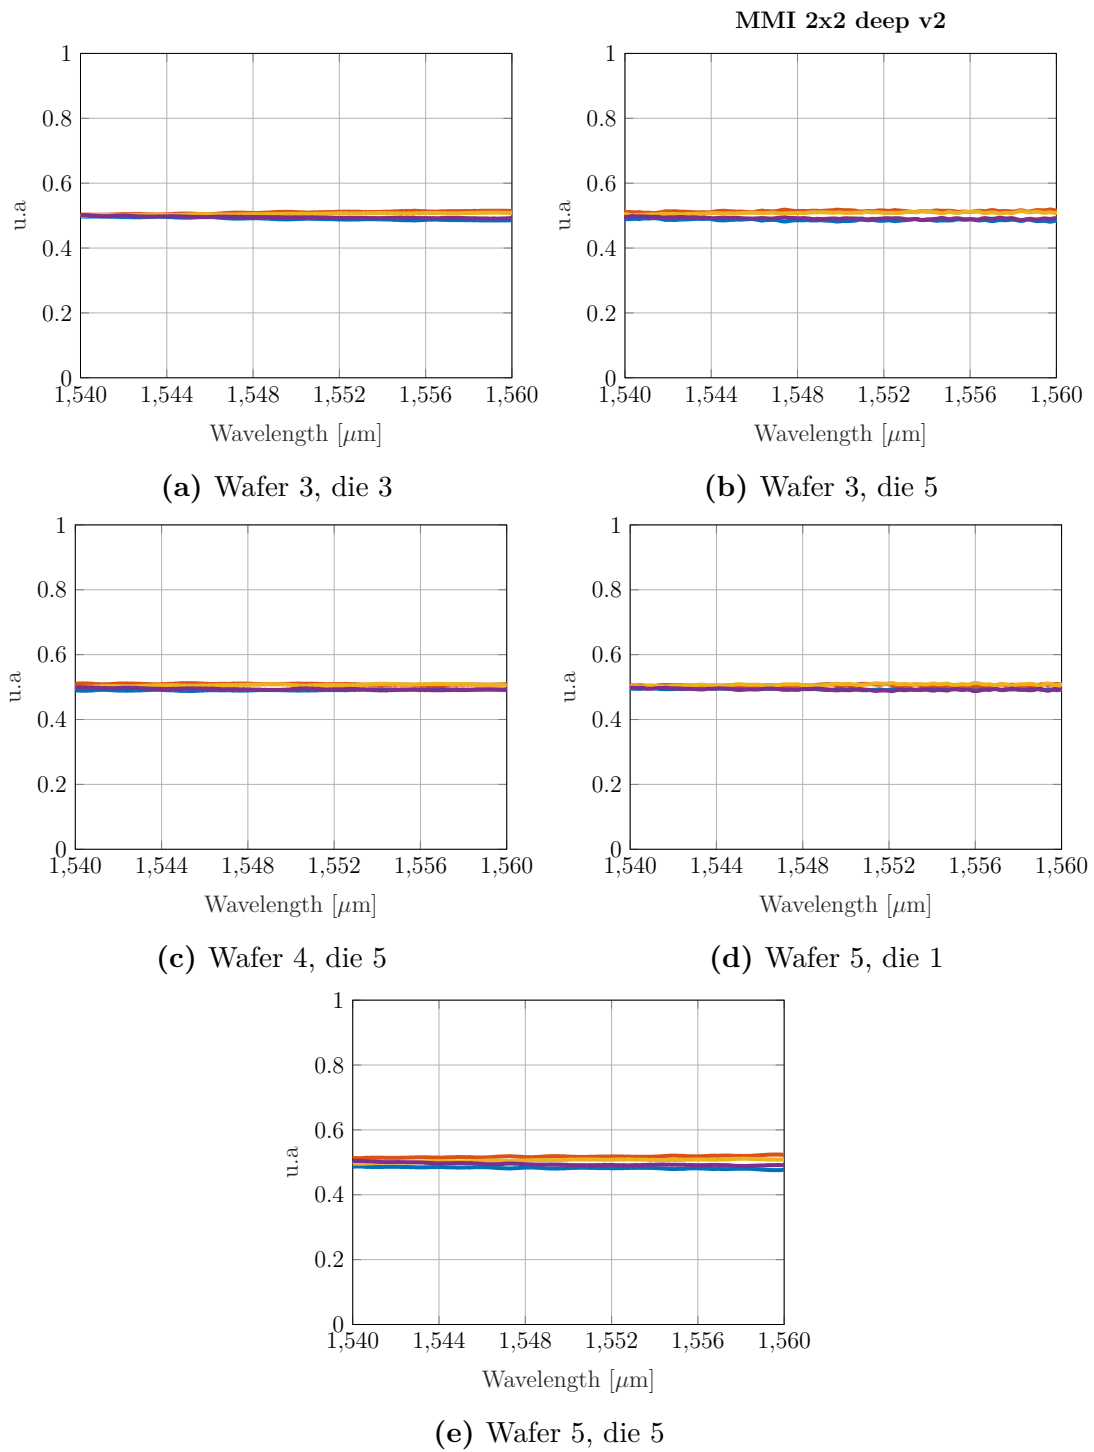 MMI 2x2 deep v2
1
0.8
0.6
0.4
0.2
0
u.a
1,540 1,544 1,548 1,552 1,556 1,560
Wavelength [μm]
(a) Wafer 3, die 3
1
0.8
0.6
0.4
0.2
0
u.a
1,540 1,544 1,548 1,552 1,556 1,560
Wavelength [μm]
(b) Wafer 3, die 5
1
0.8
0.6
0.4
0.2
0
u.a
1,540 1,544 1,548 1,552 1,556 1,560
Wavelength [μm]
(c) Wafer 4, die 5
1
0.8
0.6
0.4
0.2
0
u.a
1,540 1,544 1,548 1,552 1,556 1,560
Wavelength [μm]
(d) Wafer 5, die 1
1
0.8
0.6
0.4
0.2
0
u.a
1,540 1,544 1,548 1,552 1,556 1,560
Wavelength [μm]
(e) Wafer 5, die 5